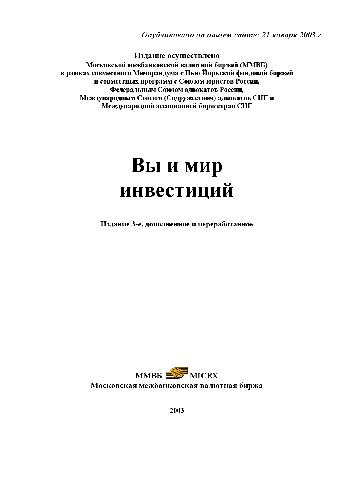 Опубликовано на нашем сайте: 21 января 2003 г.
Издание осуществлено
Московской межбанковской валютной биржей (ММВБ)
в рамках совместного Меморандума с Нью-Йоркской фондовой биржей
и совместных программ с Союзом юристов России,
Федеральным Союзом адвокатов России,
Международным Союзом (Содружеством) адвокатов СНГ и
Международной ассоциацией бирж стран СНГ
Вы и мир
инвестиций
Издание 3-е, дополненное и переработанное
ММВБ MICEX
Московская межбанковская валютная биржа
2003